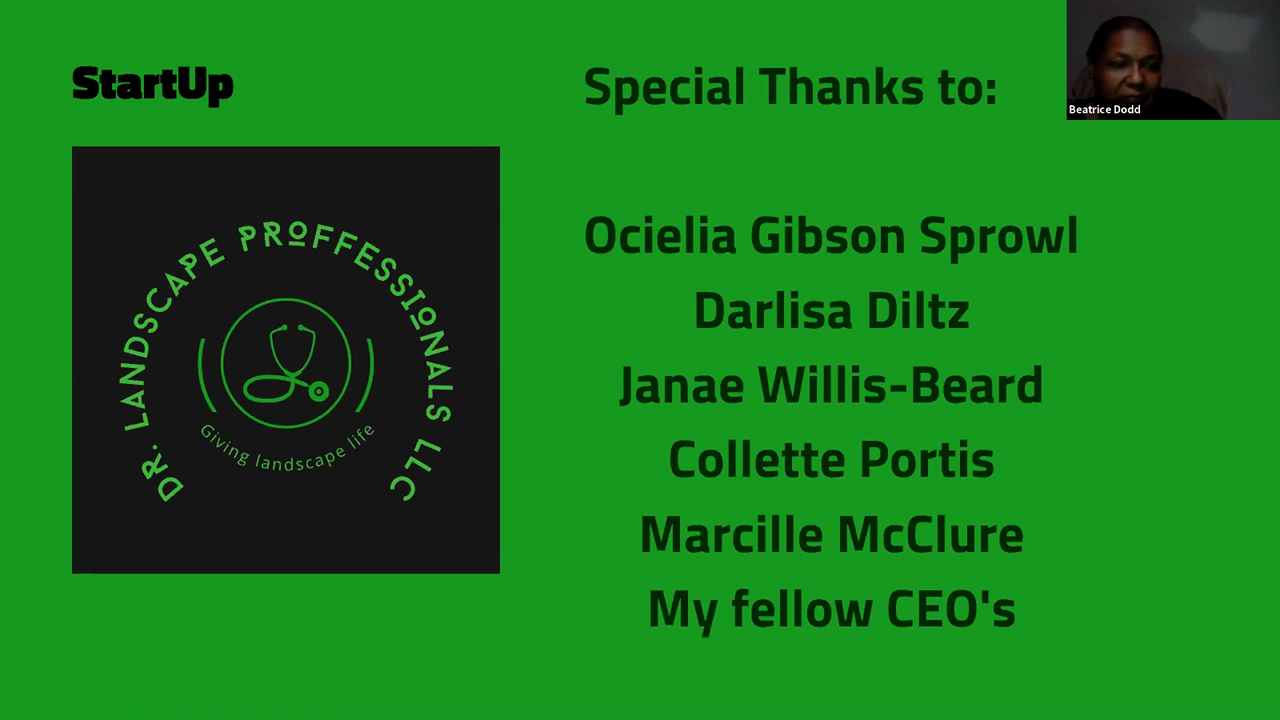 StartUp
Special Thanks to:
Beatrice Dodd
DR. LANDSCAPE PROFFESSIONALS LLC
Giving landscape life
Ocielia Gibson Sprowl
Darlisa Diltz
Janae Willis-Beard
Collette Portis
Marcille McClure
My fellow CEO's